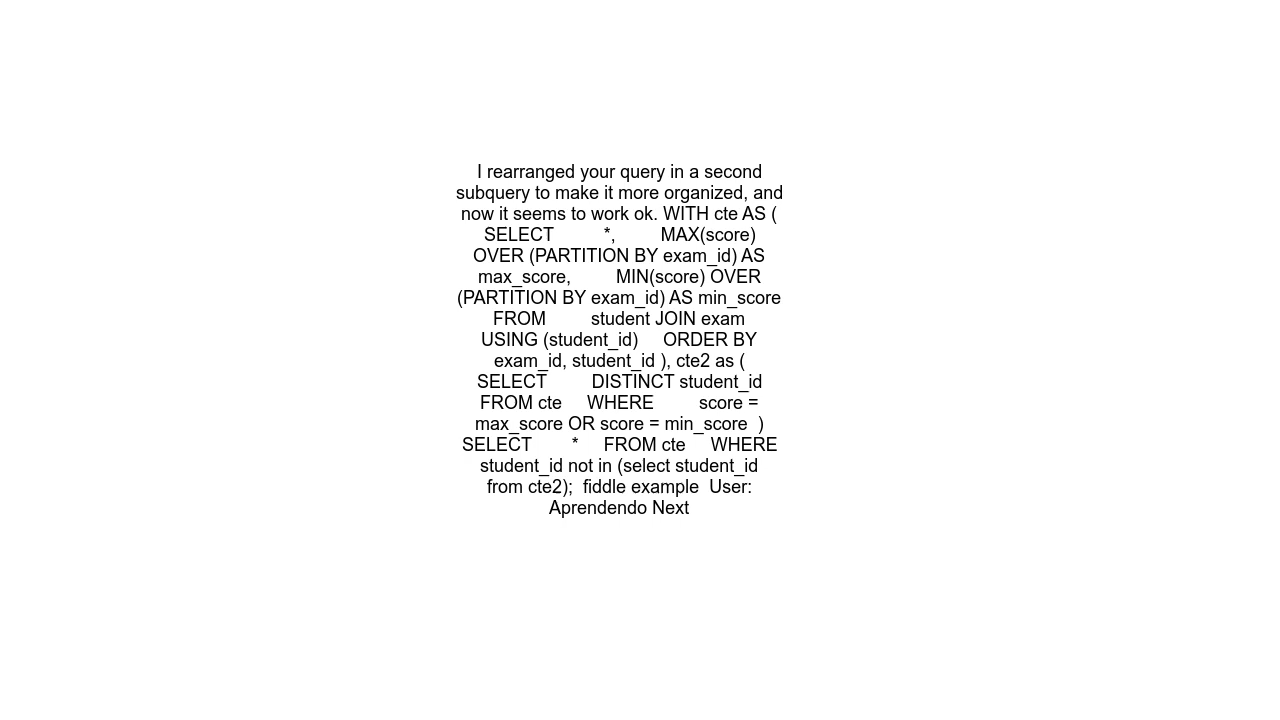 I rearranged your query in a second
subquery to make it more organized, and
now it seems to work ok. WITH cte AS (
SELECT         *,         MAX(score)
OVER (PARTITION BY exam_id) AS
max_score,         MIN(score) OVER
(PARTITION BY exam_id) AS min_score
FROM         student JOIN exam
USING (student_id)     ORDER BY
exam_id, student_id ), cte2 as (
SELECT         DISTINCT student_id
FROM cte     WHERE         score =
max_score OR score = min_score  )
SELECT        *     FROM cte     WHERE
student_id not in (select student_id
from cte2);  fiddle example  User:
Aprendendo Next